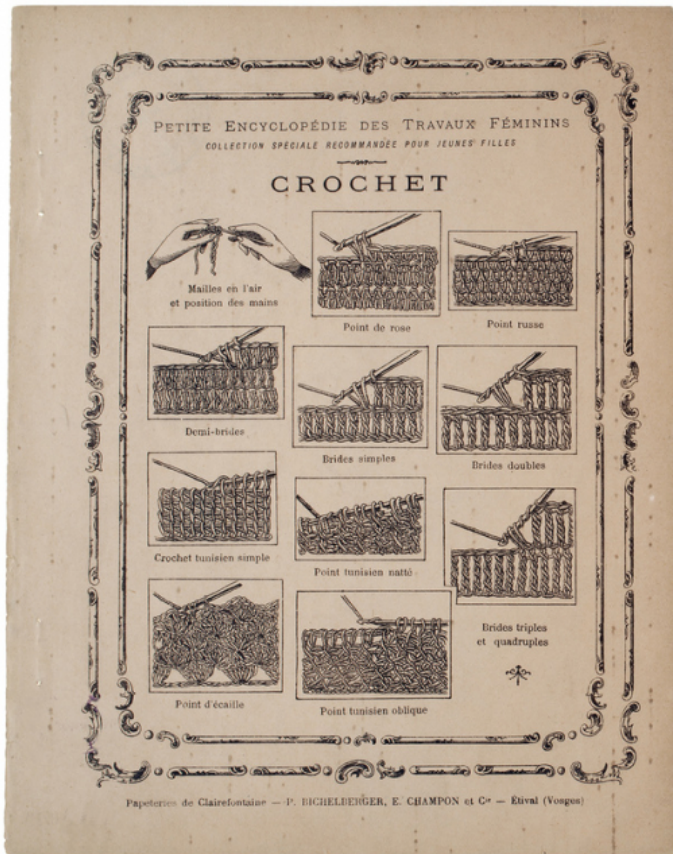 PETITE ENCYCLOPÉDIE DES TRAVAUX FÉMININS
COLLECTION SPÉCIALE RECOMMANDÉE POUR JEUNES FILLES
CROCHET
Mailles en l'air
et position des mains
Point de rose
Point russe
Demi-brides
Brides simples
Brides doubles
Crochet tunisien simple
Point tunisien natté
Brides triples
et quadruples
Point d'écaille
Point tunisien oblique
Papeteries de Clairefontaine — P. BICHELBERGER, E. CHAMPON et Cie — Étival (Vosges)